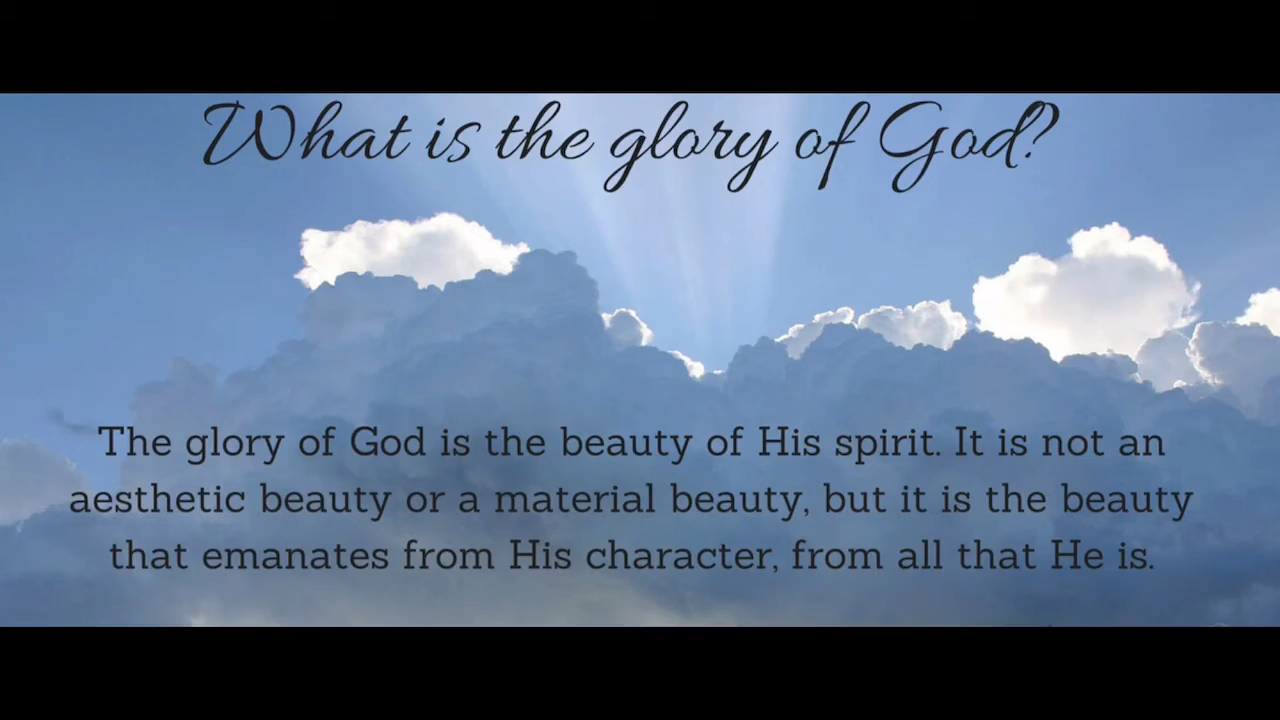 What is the glory of God?
The glory of God is the beauty of His spirit. It is not an
aesthetic beauty or a material beauty, but it is the beauty
that emanates from His character, from all that He is.